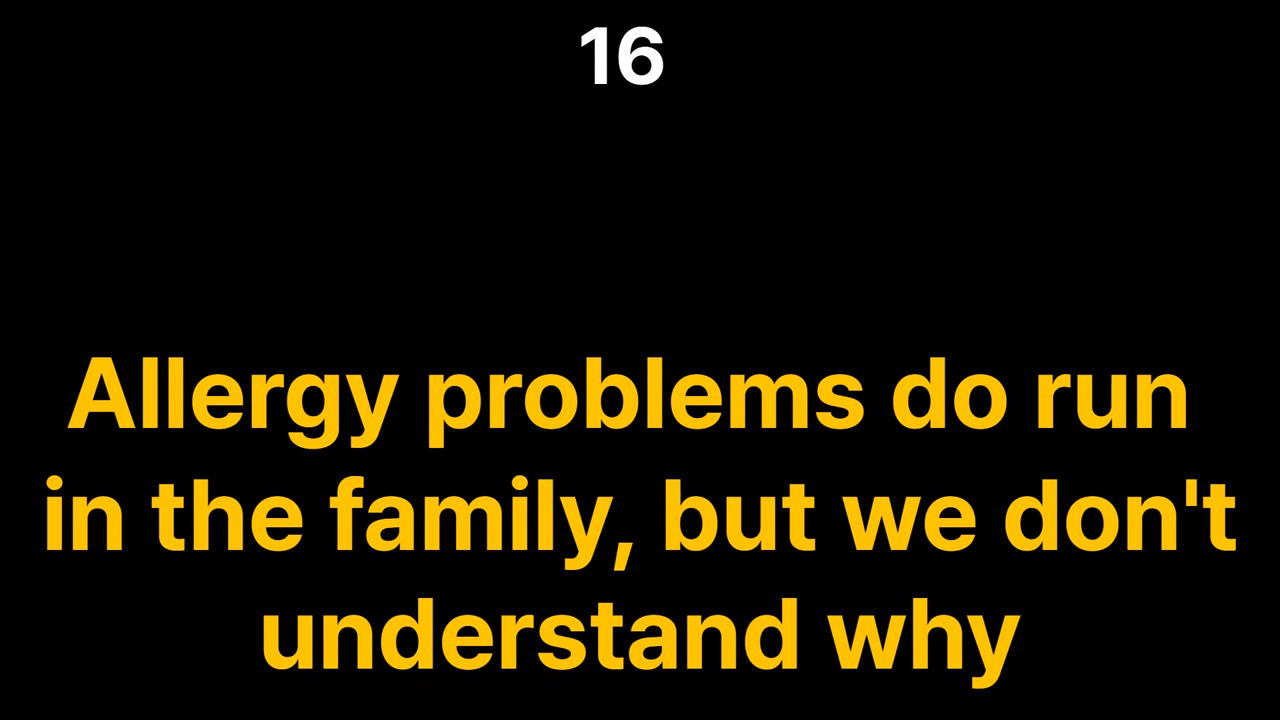 16
Allergy problems do run
in the family, but we don't
understand why